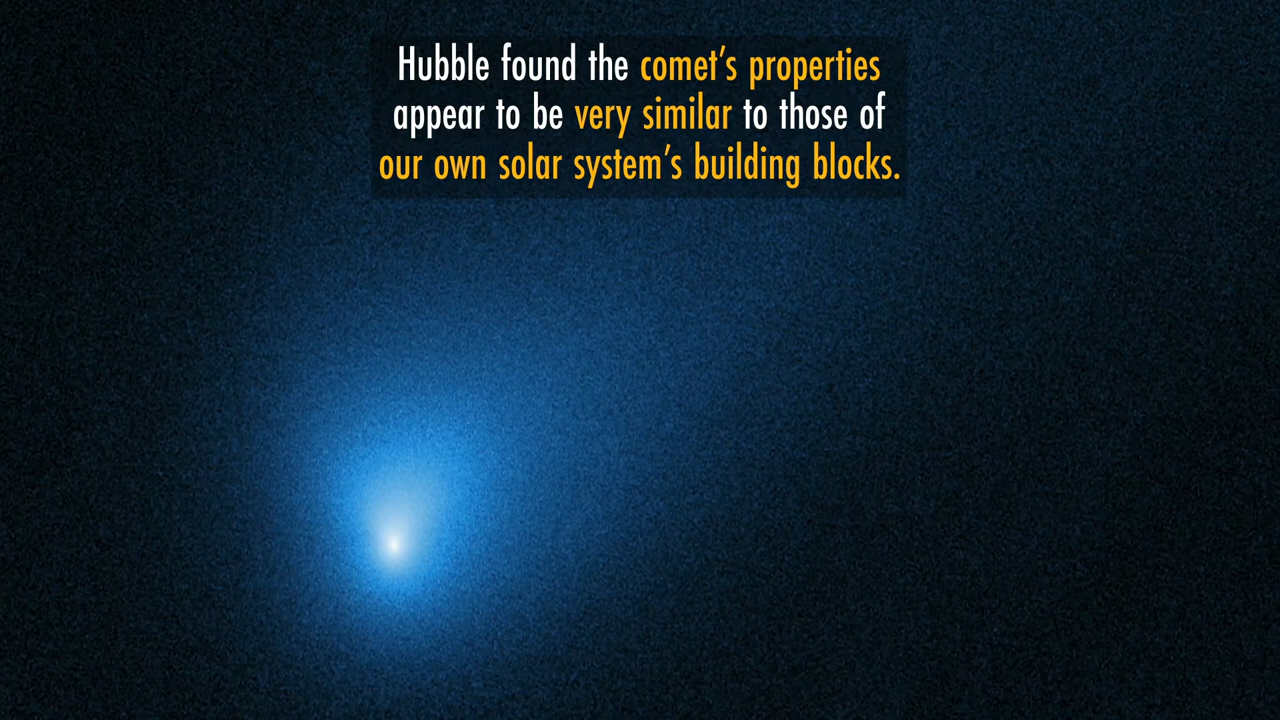 Hubble found the comet’s properties
appear to be very similar to those of
our own solar system’s building blocks.